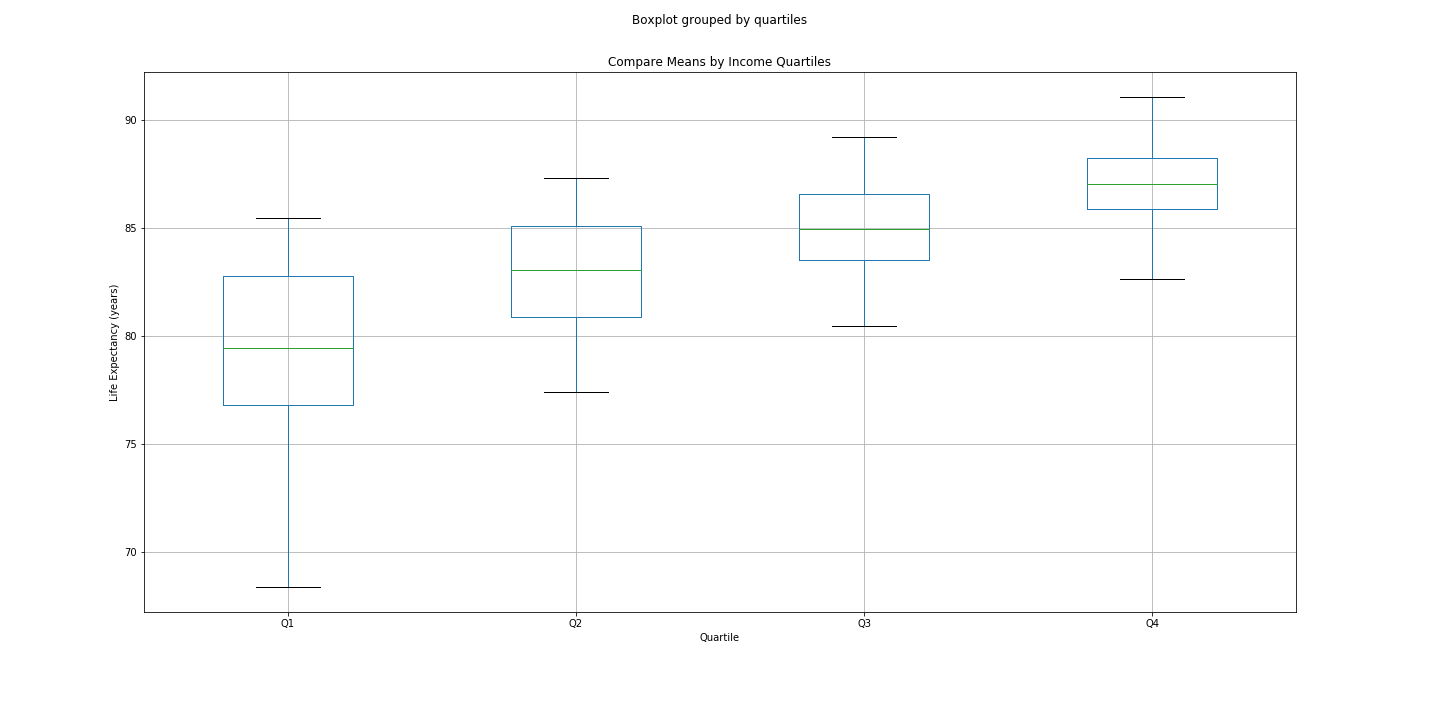 Boxplot grouped by quartiles
Compare Means by Income Quartiles
90
85
80
75
70
Life Expectancy (years)
Q1 Q2 Q3 Q4
Quartile